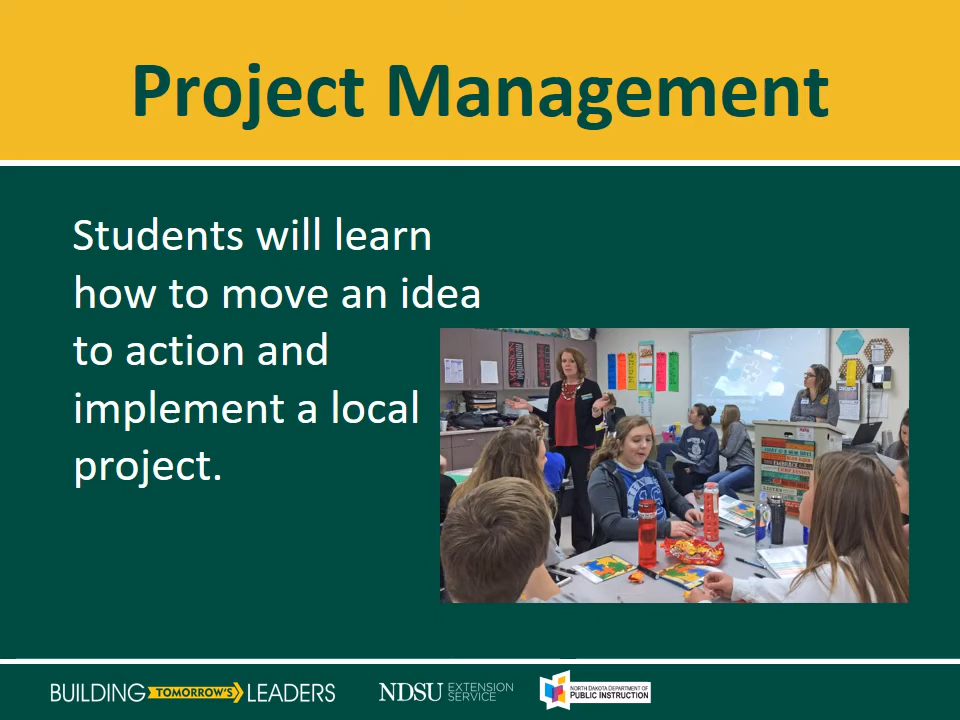 Project Management
Students will learn
how to move an idea
to action and
implement a local
project.
MISSION
BUILDING TOMORROW'S LEADERS
NDSU EXTENSION
SERVICE
NORTH DAKOTA DEPARTMENT OF
PUBLIC INSTRUCTION